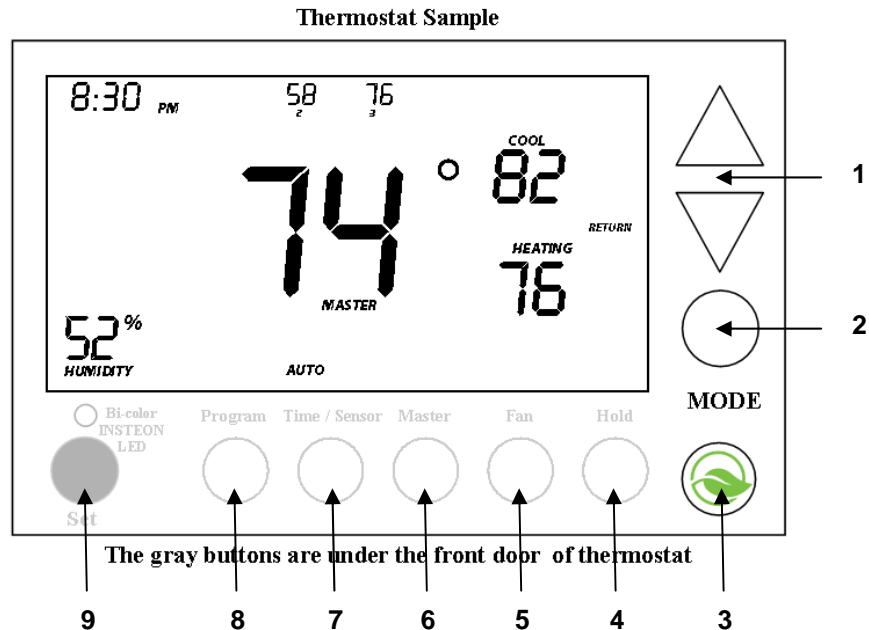 Thermostat Sample
8:30 PM 58 76
2 3
COOL
82
74°
RETURN
HEATING
76
MASTER
52%
HUMIDITY AUTO
1
2
MODE
Bi-color
INSTEON
LED
Program Time / Sensor Master Fan Hold
Set
The gray buttons are under the front door of thermostat
9 8 7 6 5 4 3